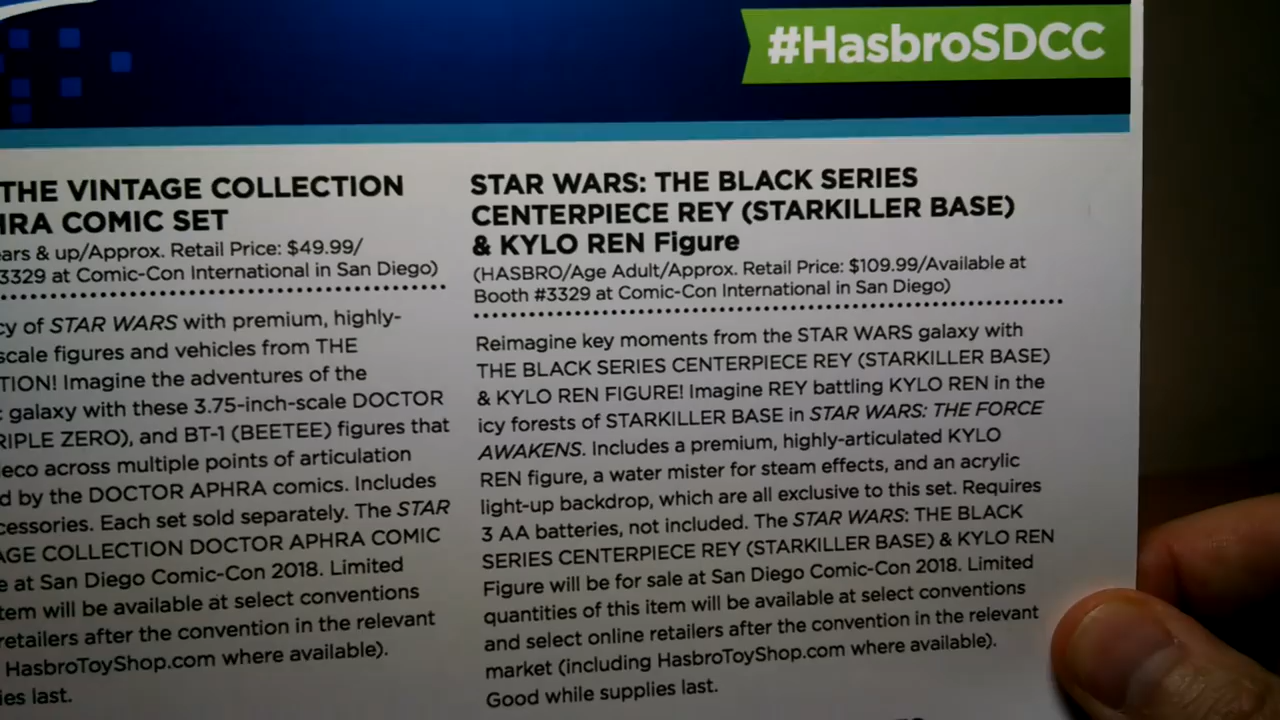 #HasbroSDCC
THE VINTAGE COLLECTION
COMIC SET
& up/Approx. Retail Price: $49.99/
3329 at Comic-Con International in San Diego)
of STAR WARS with premium, highly-
scale figures and vehicles from THE
Imagine the adventures of the
galaxy with these 3.75-inch-scale DOCTOR
ZERO), and BT-1 (BEETEE) figures that
across multiple points of articulation
by the DOCTOR APHRA comics. Includes
Each set sold separately. The STAR
COLLECTION DOCTOR APHRA COMIC
at San Diego Comic-Con 2018. Limited
will be available at select conventions
retailers after the convention in the relevant
HasbroToyShop.com where available).
last.
STAR WARS: THE BLACK SERIES
CENTERPIECE REY (STARKILLER BASE)
& KYLO REN Figure
(HASBRO/Age Adult/Approx. Retail Price: $109.99/Available at
Booth #3329 at Comic-Con International in San Diego)
Reimagine key moments from the STAR WARS galaxy with
THE BLACK SERIES CENTERPIECE REY (STARKILLER BASE)
& KYLO REN FIGURE! Imagine REY battling KYLO REN in the
icy forests of STARKILLER BASE in STAR WARS: THE FORCE
AWAKENS. Includes a premium, highly-articulated KYLO
REN figure, a water mister for steam effects, and an acrylic
light-up backdrop, which are all exclusive to this set. Requires
3 AA batteries, not included. The STAR WARS: THE BLACK
SERIES CENTERPIECE REY (STARKILLER BASE) & KYLO REN
Figure will be for sale at San Diego Comic-Con 2018. Limited
quantities of this item will be available at select conventions
and select online retailers after the convention in the relevant
market (including HasbroToyShop.com where available).
Good while supplies last.